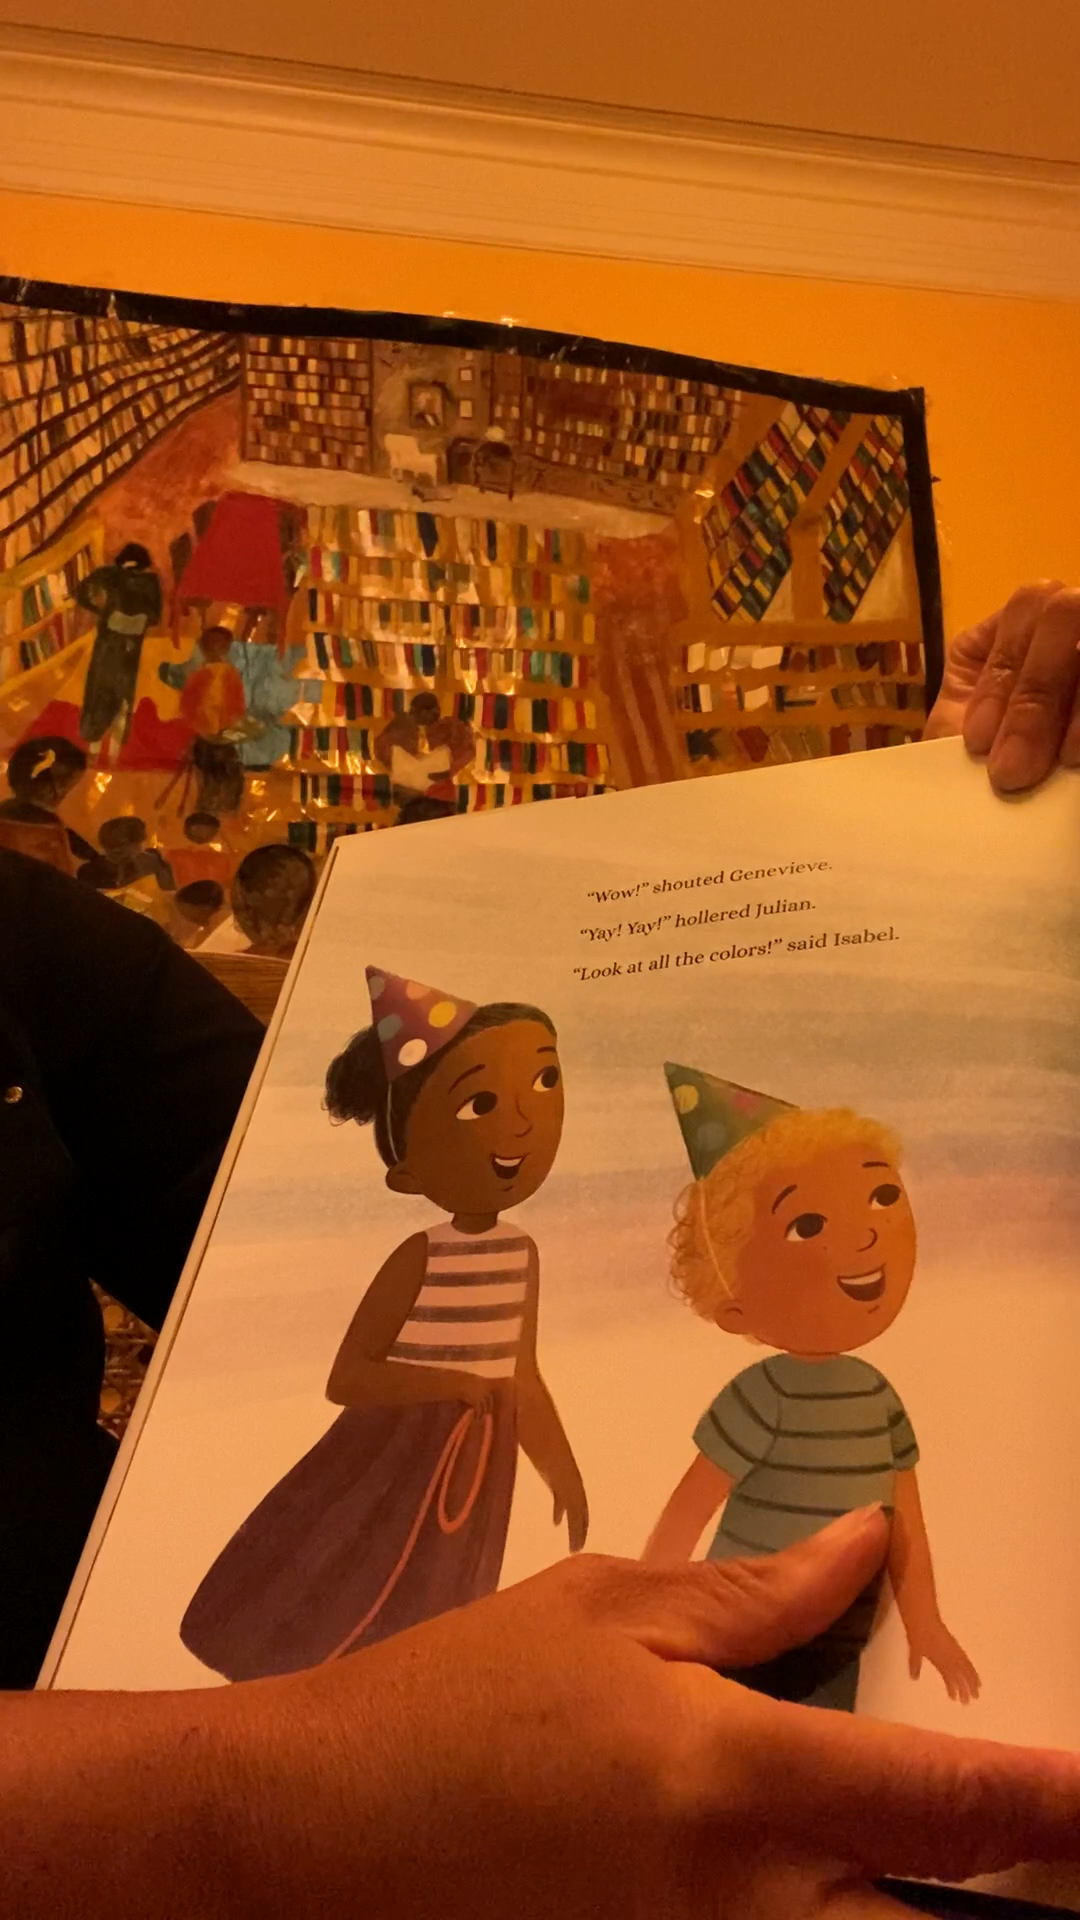 “Wow!” shouted Genevieve.
“Yay! Yay!” hollered Julian.
“Look at all the colors!” said Isabel.